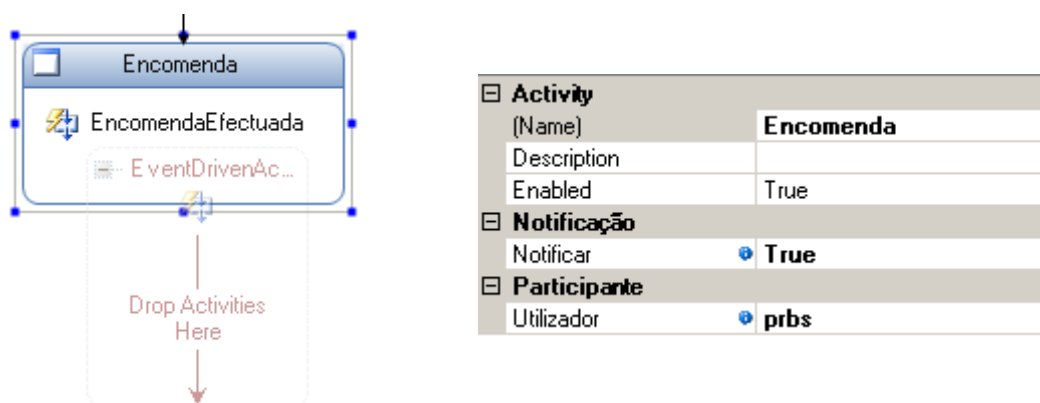 Encomenda
EncomendaEfectuada
EventDrivenAc...
Drop Activities
Here
Activity
(Name) Encomenda
Description
Enabled True
Notificação
Notificar True
Participante
Utilizador prbs